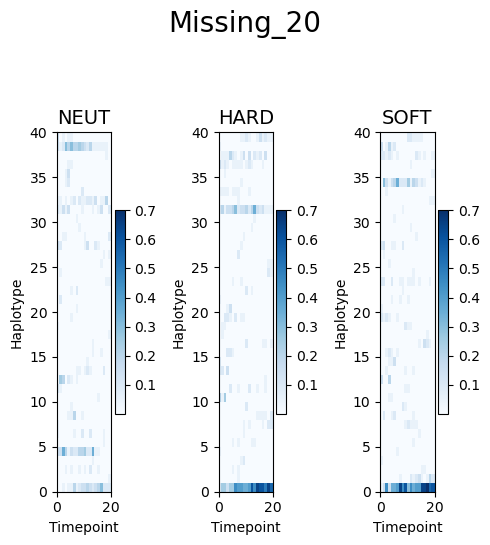 Missing_20
NEUT HARD SOFT
40 40 40
35 35 35
30 30 30
25 25 25
20 20 20
15 15 15
10 10 10
5 5 5
0 0 0
0.7 0.7 0.7
0.6 0.6 0.6
0.5 0.5 0.5
0.4 0.4 0.4
0.3 0.3 0.3
0.2 0.2 0.2
0.1 0.1 0.1
Haplotype Haplotype Haplotype
0 20 0 20 0 20
Timepoint Timepoint Timepoint